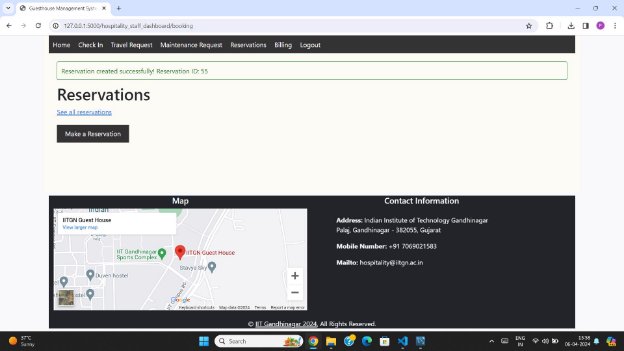 Guesthouse Management Syste
127.0.0.1:5000/hospitality_staff_dashboard/booking
Home Check In Travel Request Maintenance Request Reservations Billing Logout
Reservation created successfully! Reservation ID: 55
Reservations
See all reservations
Make a Reservation
Map
Contact Information
IITGN Guest House
View larger map
IIT Gandhinagar
Sports Complex
IITGN Guest House
Duven hostel
Stavya Sky
Google
Keyboard shortcuts Map data ©2024 Terms Report a map error
Address: Indian Institute of Technology Gandhinagar
Palaj, Gandhinagar - 382055, Gujarat
Mobile Number: +91 7069021583
Mailto: hospitality@iitgn.ac.in
© IIT Gandhinagar 2024, All Rights Reserved.
37°C
Sunny
Search
ENG
IN
06-04-2024